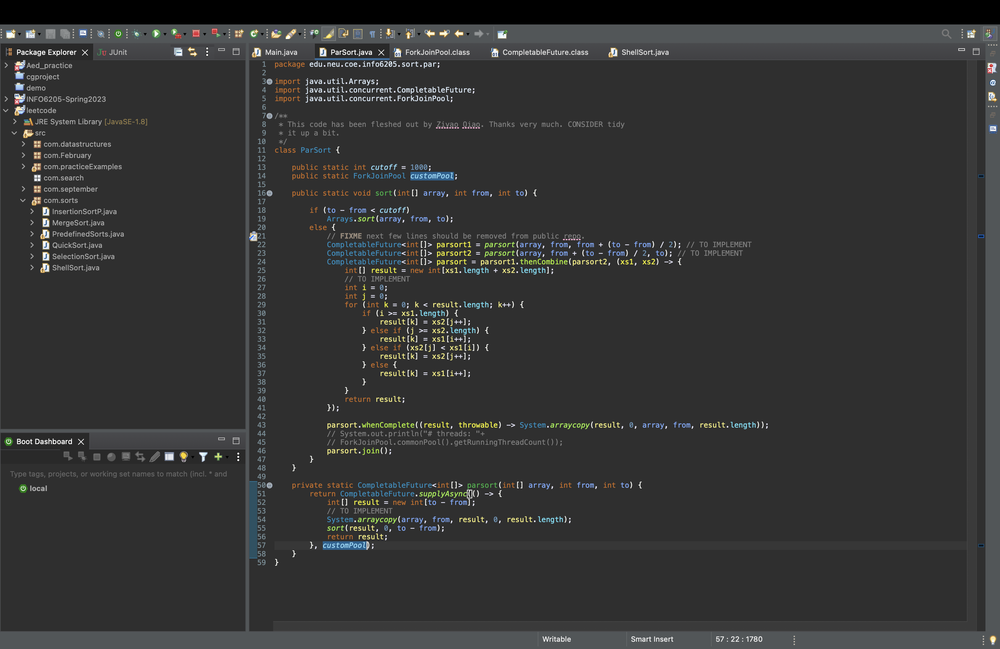 Package Explorer
JUnit
Main.java
ParSort.java
ForkJoinPool.class
CompletableFuture.class
ShellSort.java
Aed_practice
cgproject
demo
INFO6205-Spring2023
leetcode
JRE System Library [JavaSE-1.8]
src
com.datastructures
com.February
com.practiceExamples
com.search
com.september
com.sorts
InsertionSortP.java
MergeSort.java
PredefinedSorts.java
QuickSort.java
SelectionSort.java
ShellSort.java
Boot Dashboard
Type tags, projects, or working set names to match (incl. * and
local
1 package edu.neu.coe.info6205.sort.par;
2
3 import java.util.Arrays;
4 import java.util.concurrent.CompletableFuture;
5 import java.util.concurrent.ForkJoinPool;
6
7 /**
8 * This code has been fleshed out by Ziyao Qiao. Thanks very much. CONSIDER tidy
9 * it up a bit.
10 */
11 class ParSort {
12
13 public static int cutoff = 1000;
14 public static ForkJoinPool customPool;
15
16 public static void sort(int[] array, int from, int to) {
17
18 if (to - from < cutoff)
19 Arrays.sort(array, from, to);
20 else {
21 // FIXME next few lines should be removed from public repo.
22 CompletableFuture<int[]> parsort1 = parsort(array, from, from + (to - from) / 2); // TO IMPLEMENT
23 CompletableFuture<int[]> parsort2 = parsort(array, from + (to - from) / 2, to); // TO IMPLEMENT
24 CompletableFuture<int[]> parsort = parsort1.thenCombine(parsort2, (xs1, xs2) -> {
25 int[] result = new int[xs1.length + xs2.length];
26 // TO IMPLEMENT
27 int i = 0;
28 int j = 0;
29 for (int k = 0; k < result.length; k++) {
30 if (i >= xs1.length) {
31 result[k] = xs2[j++];
32 } else if (j >= xs2.length) {
33 result[k] = xs1[i++];
34 } else if (xs2[j] < xs1[i]) {
35 result[k] = xs2[j++];
36 } else {
37 result[k] = xs1[i++];
38 }
39 }
40 return result;
41 });
42
43 parsort.whenComplete((result, throwable) -> System.arraycopy(result, 0, array, from, result.length));
44 // System.out.println("# threads: "+
45 // ForkJoinPool.commonPool().getRunningThreadCount());
46 parsort.join();
47 }
48 }
49
50 private static CompletableFuture<int[]> parsort(int[] array, int from, int to) {
51 return CompletableFuture.supplyAsync(() -> {
52 int[] result = new int[to - from];
53 // TO IMPLEMENT
54 System.arraycopy(array, from, result, 0, result.length);
55 sort(result, 0, to - from);
56 return result;
57 }, customPool);
58 }
59 }
Writable
Smart Insert
57 : 22 : 1780